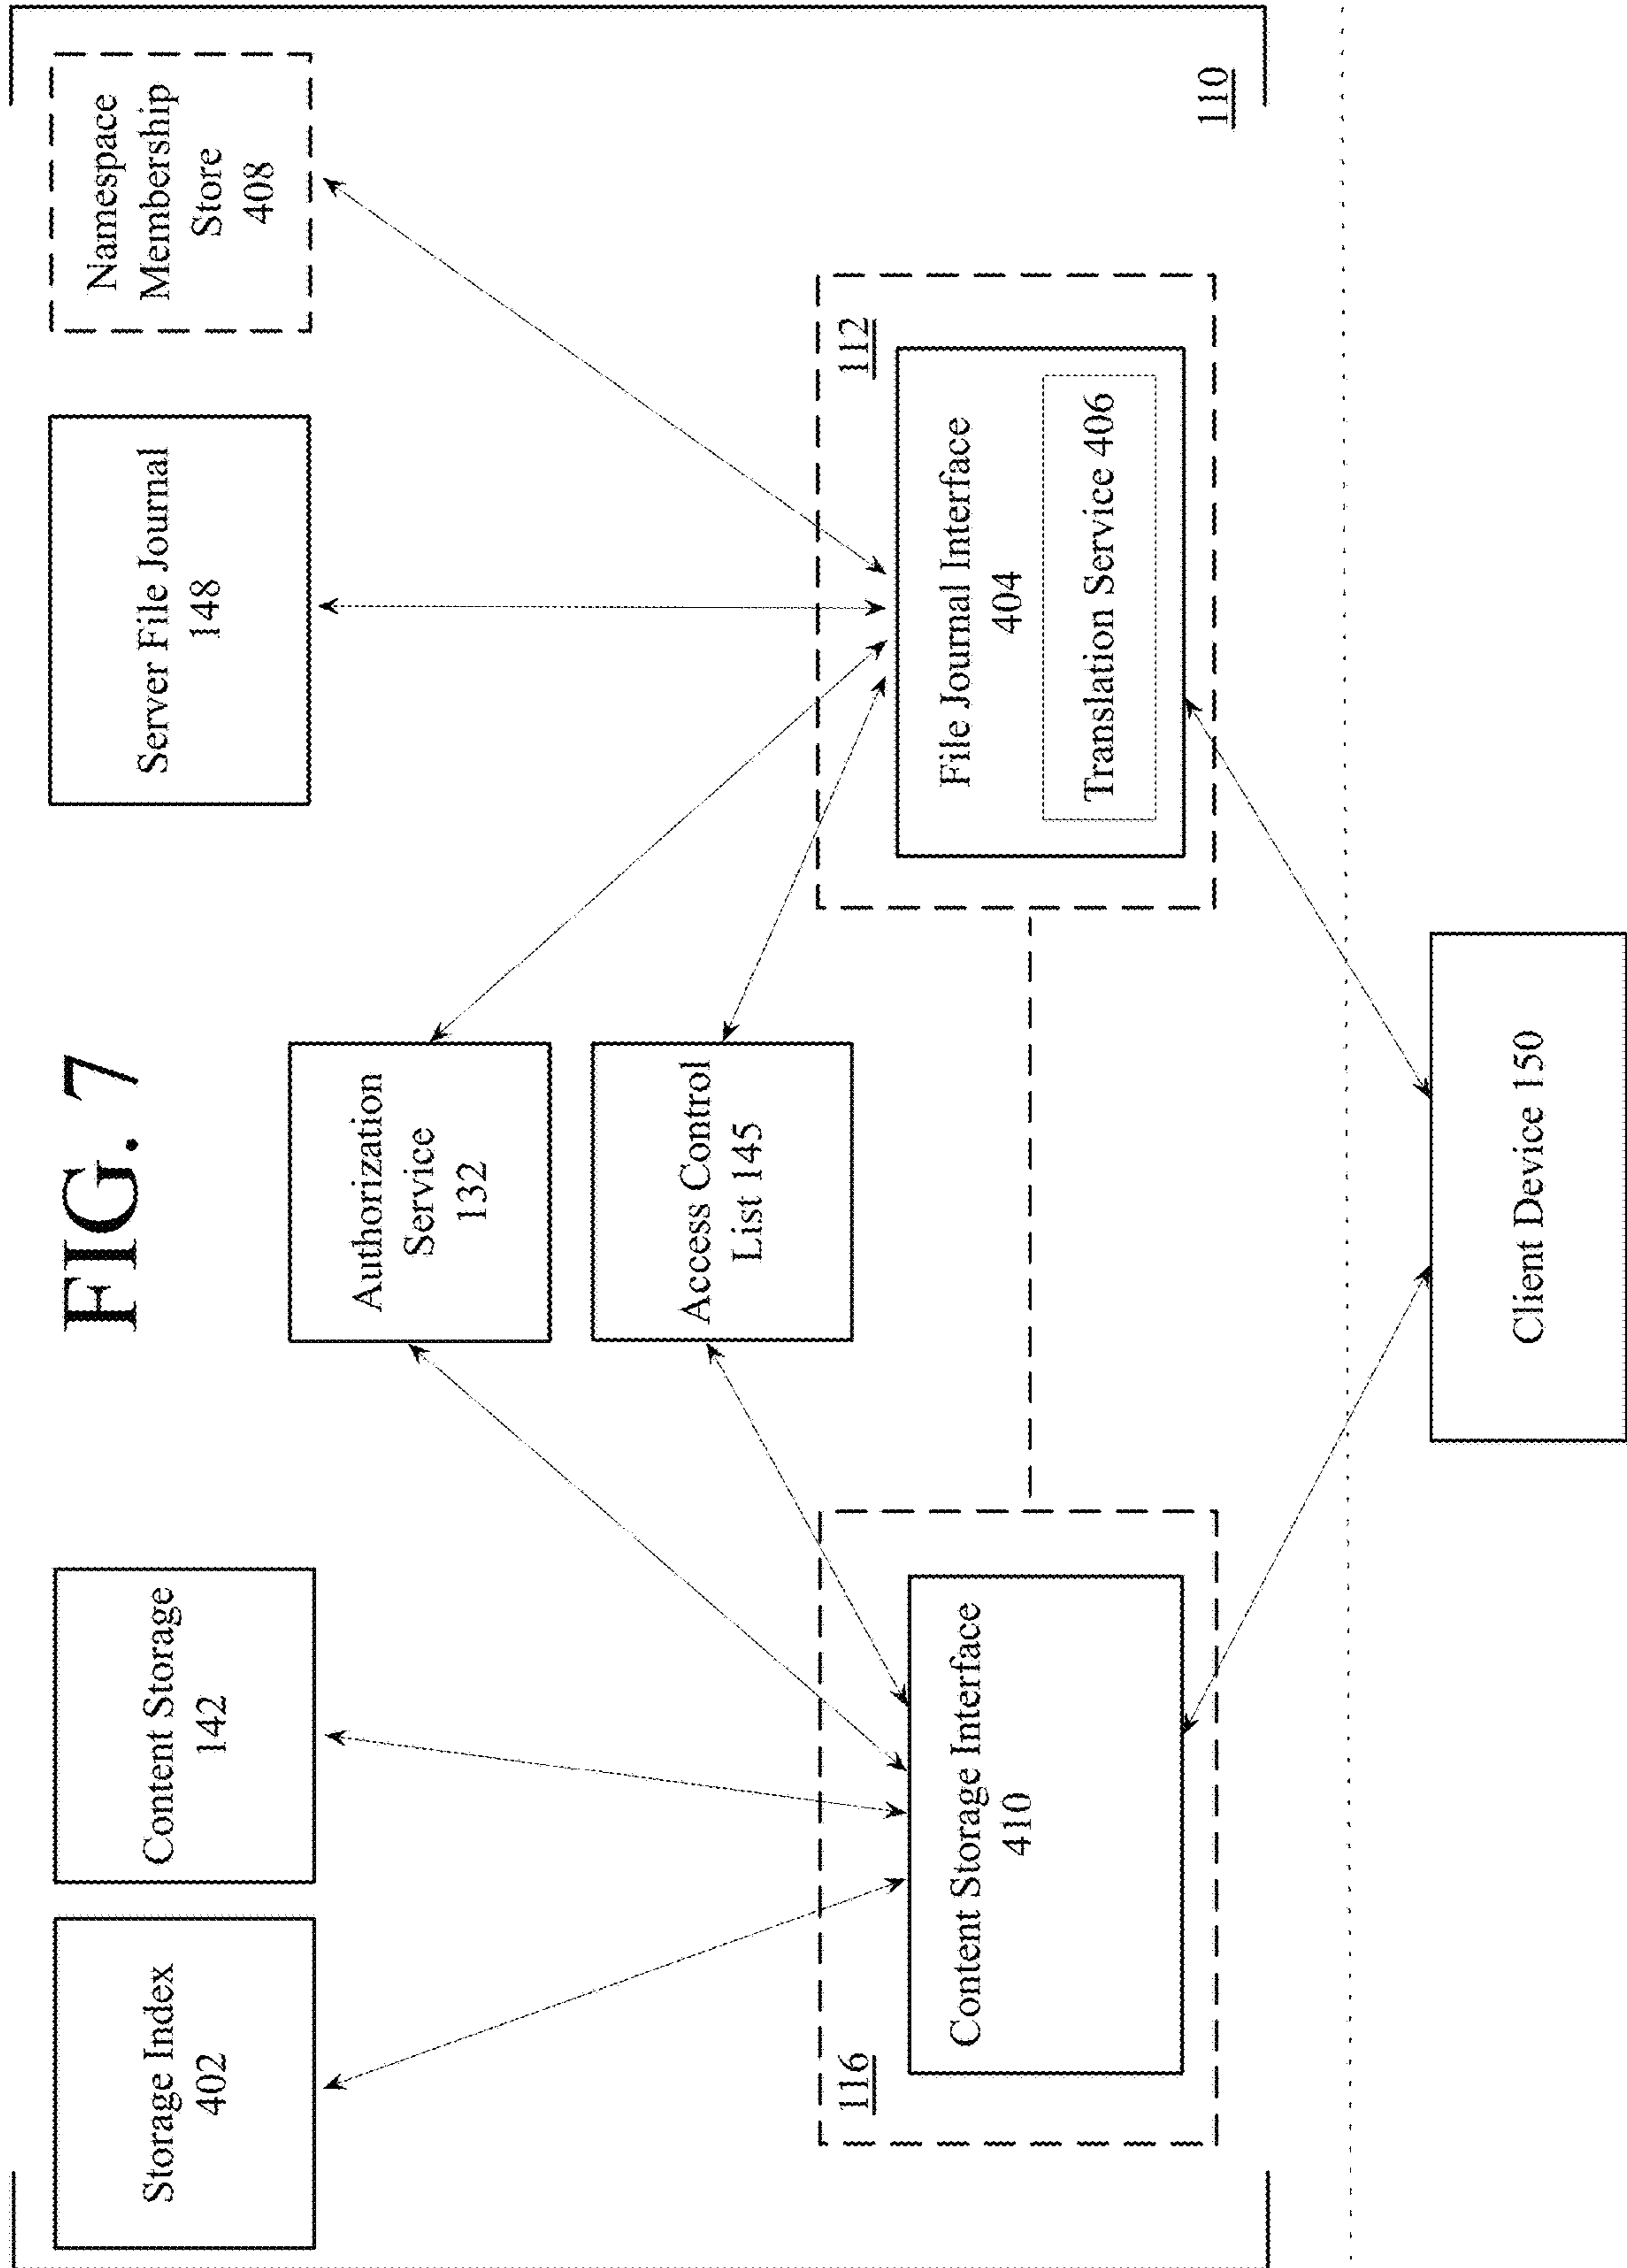 FIG. 7
Storage Index
402
Content Storage
142
Server File Journal
148
Namespace
Membership
Store
408
Authorization
Service
132
Access Control
List 145
116
Content Storage Interface
410
112
File Journal Interface
404
Translation Service 406
110
Client Device 150